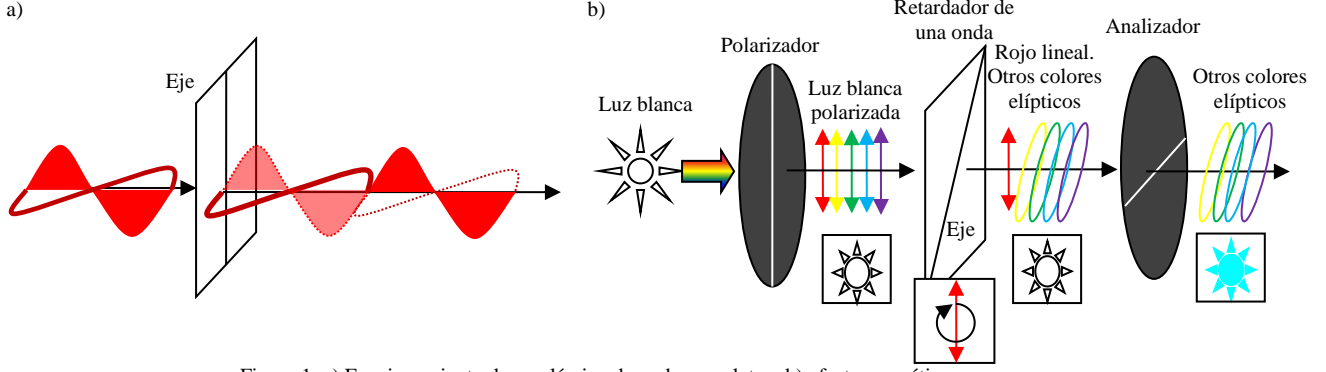 a)
Eje
b)
Luz blanca
Polarizador
Luz blanca
polarizada
Retardador de
una onda
Eje
Rojo lineal.
Otros colores
elípticos
Analizador
Otros colores
elípticos